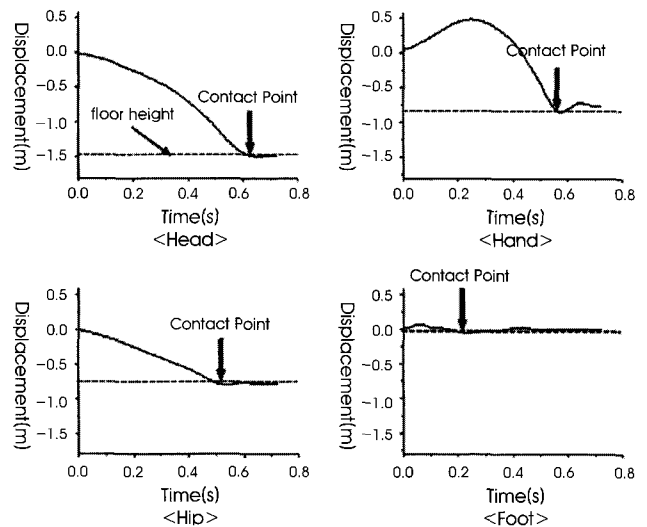 0.5
0.0
−0.5
−1.0
−1.5
Displacement(m)
Contact Point
floor height
0.0 0.2 0.4 0.6 0.8
Time(s)
<Head>
0.5
0.0
−0.5
−1.0
−1.5
Displacement(m)
Contact Point
0.0 0.2 0.4 0.6 0.8
Time(s)
<Hand>
0.5
0.0
−0.5
−1.0
−1.5
Displacement(m)
Contact Point
0.0 0.2 0.4 0.6 0.8
Time(s)
<Hip>
Contact Point
0.5
0.0
−0.5
−1.0
−1.5
Displacement(m)
0.0 0.2 0.4 0.6 0.8
Time(s)
<Foot>